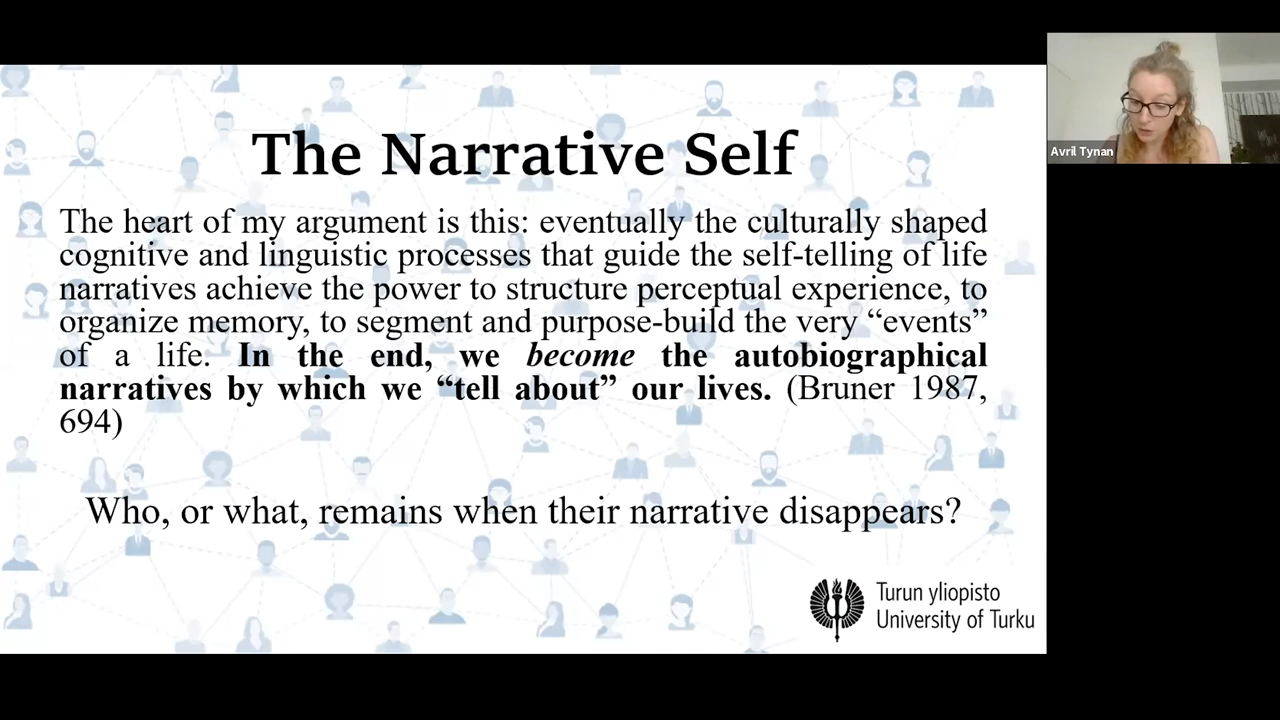 The Narrative Self
The heart of my argument is this: eventually the culturally shaped
cognitive and linguistic processes that guide the self-telling of life
narratives achieve the power to structure perceptual experience, to
organize memory, to segment and purpose-build the very “events”
of a life. In the end, we become the autobiographical
narratives by which we “tell about” our lives. (Bruner 1987,
694)
Who, or what, remains when their narrative disappears?
Turun yliopisto
University of Turku
Avril Tynan